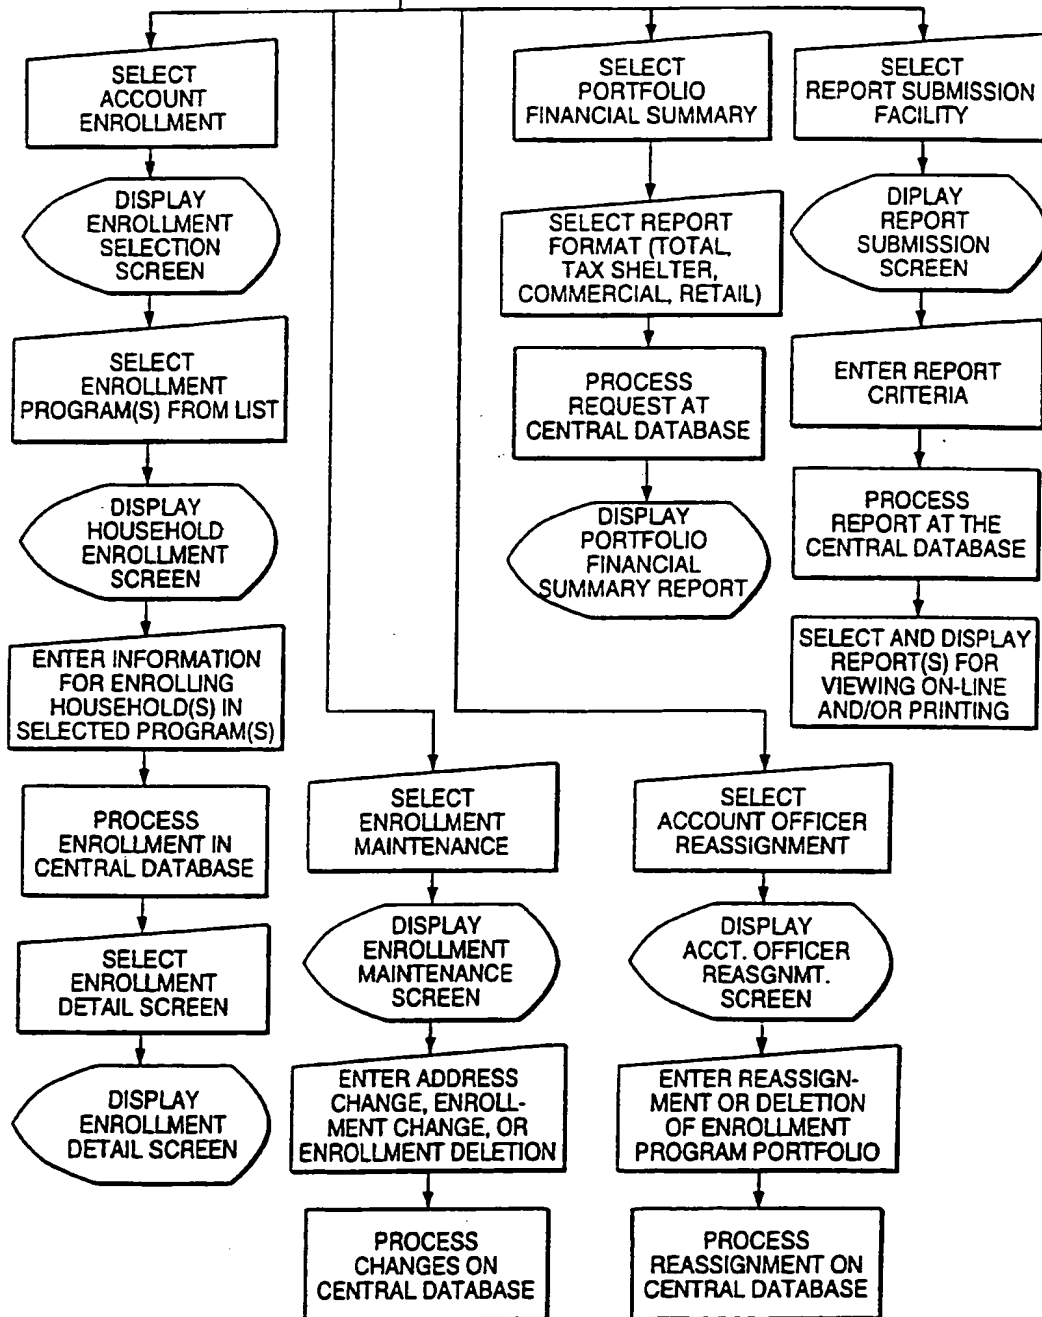 SELECT
ACCOUNT
ENROLLMENT
DISPLAY
ENROLLMENT
SELECTION
SCREEN
SELECT
ENROLLMENT
PROGRAM(S) FROM LIST
DISPLAY
HOUSEHOLD
ENROLLMENT
SCREEN
ENTER INFORMATION
FOR ENROLLING
HOUSEHOLD(S) IN
SELECTED PROGRAM(S)
PROCESS
ENROLLMENT IN
CENTRAL DATABASE
SELECT
ENROLLMENT
DETAIL SCREEN
DISPLAY
ENROLLMENT
DETAIL SCREEN
SELECT
ENROLLMENT
MAINTENANCE
DISPLAY
ENROLLMENT
MAINTENANCE
SCREEN
ENTER ADDRESS
CHANGE, ENROLL-
MENT CHANGE, OR
ENROLLMENT DELETION
PROCESS
CHANGES ON
CENTRAL DATABASE
SELECT
ACCOUNT OFFICER
REASSIGNMENT
DISPLAY
ACCT. OFFICER
REASGNMT.
SCREEN
ENTER REASSIGN-
MENT OR DELETION
OF ENROLLMENT
PROGRAM PORTFOLIO
PROCESS
REASSIGNMENT ON
CENTRAL DATABASE
SELECT
PORTFOLIO
FINANCIAL SUMMARY
SELECT REPORT
FORMAT (TOTAL,
TAX SHELTER,
COMMERCIAL, RETAIL)
PROCESS
REQUEST AT
CENTRAL DATABASE
DISPLAY
PORTFOLIO
FINANCIAL
SUMMARY REPORT
SELECT
REPORT SUBMISSION
FACILITY
DIPLAY
REPORT
SUBMISSION
SCREEN
ENTER REPORT
CRITERIA
PROCESS
REPORT AT THE
CENTRAL DATABASE
SELECT AND DISPLAY
REPORT(S) FOR
VIEWING ON-LINE
AND/OR PRINTING